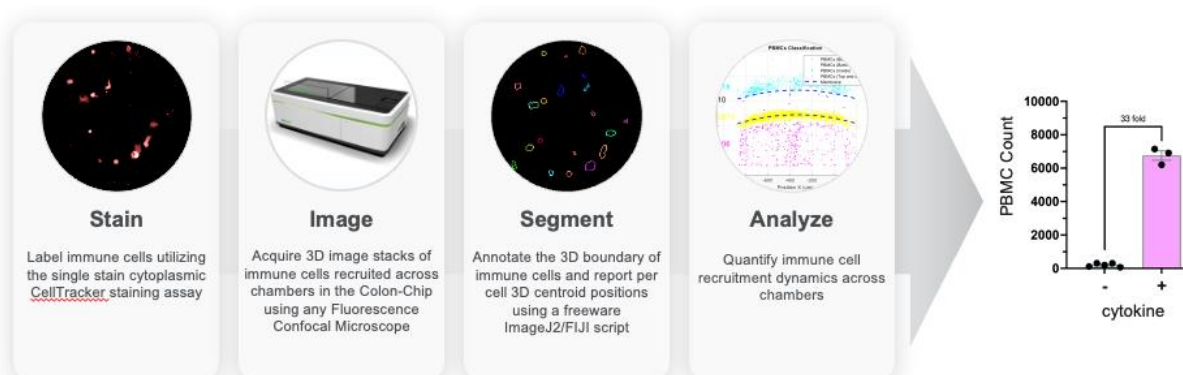 Stain
Label immune cells utilizing
the single stain cytoplasmic
CellTracker staining assay
Image
Acquire 3D image stacks of
immune cells recruited across
chambers in the Colon-Chip
using any Fluorescence
Confocal Microscope
Segment
Annotate the 3D boundary of
immune cells and report per
cell 3D centroid positions
using a freeware
ImageJ2/FIJI script
PBMCs Classification
10
Position X (um)
Analyze
Quantify immune cell
recruitment dynamics across
chambers
PBMC Count
10000
8000
6000
4000
2000
0
33 fold
- +
cytokine